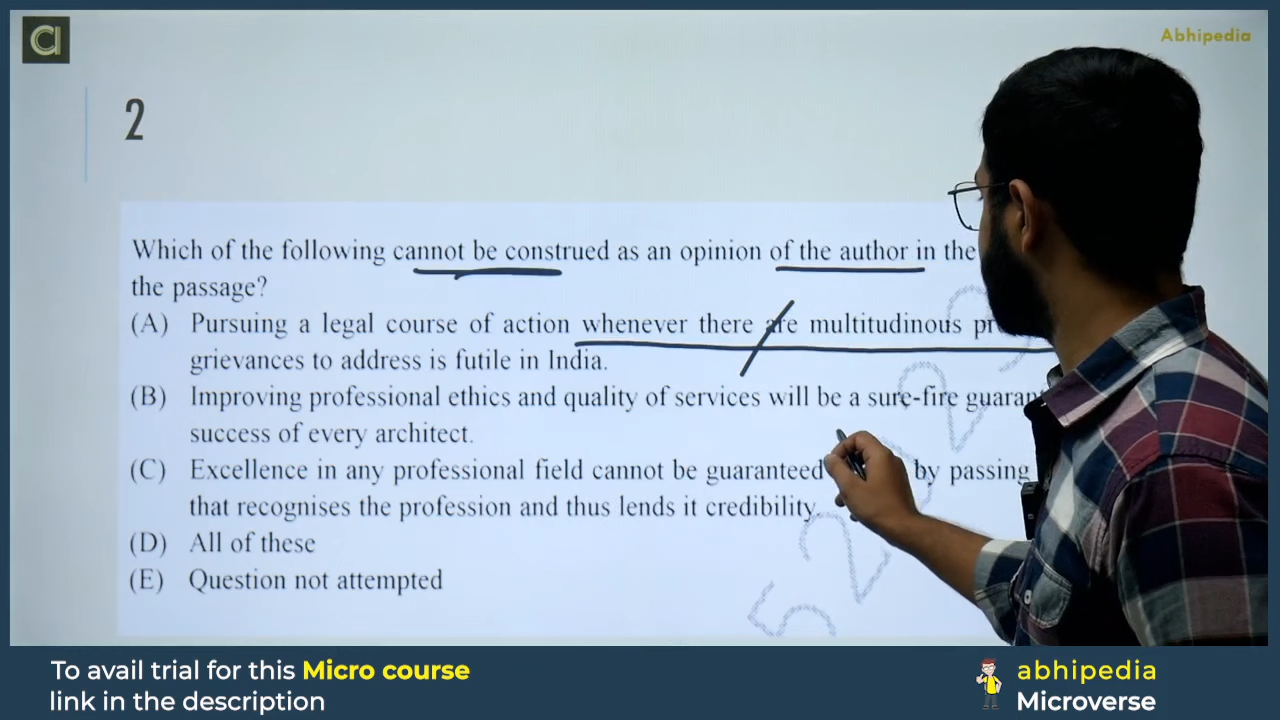 Abhipedia
2
Which of the following cannot be construed as an opinion of the author in the
the passage?
(A) Pursuing a legal course of action whenever there are multitudinous
grievances to address is futile in India.
(B) Improving professional ethics and quality of services will be a sure-fire
success of every architect.
(C) Excellence in any professional field cannot be guaranteed by passing
that recognises the profession and thus lends it credibility.
(D) All of these
(E) Question not attempted
To avail trial for this Micro course
link in the description
abhipedia
Microverse